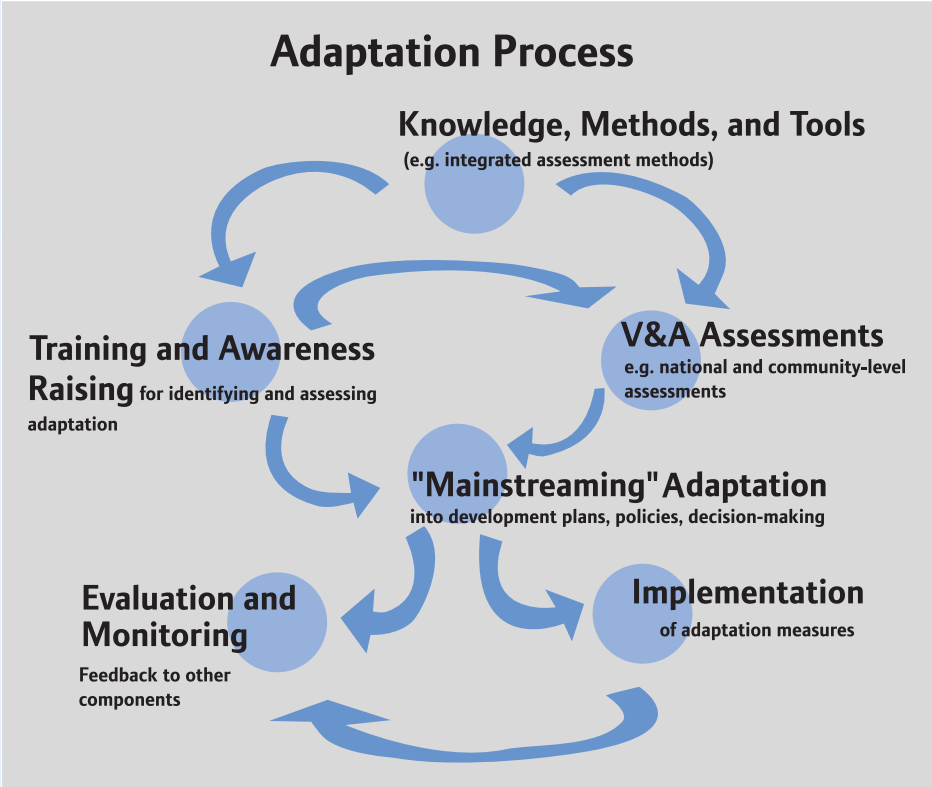 Adaptation Process
Knowledge, Methods, and Tools
(e.g. integrated assessment methods)
Training and Awareness
Raising for identifying and assessing
adaptation
V&A Assessments
e.g. national and community-level
assessments
"Mainstreaming" Adaptation
into development plans, policies, decision-making
Evaluation and
Monitoring
Feedback to other
components
Implementation
of adaptation measures